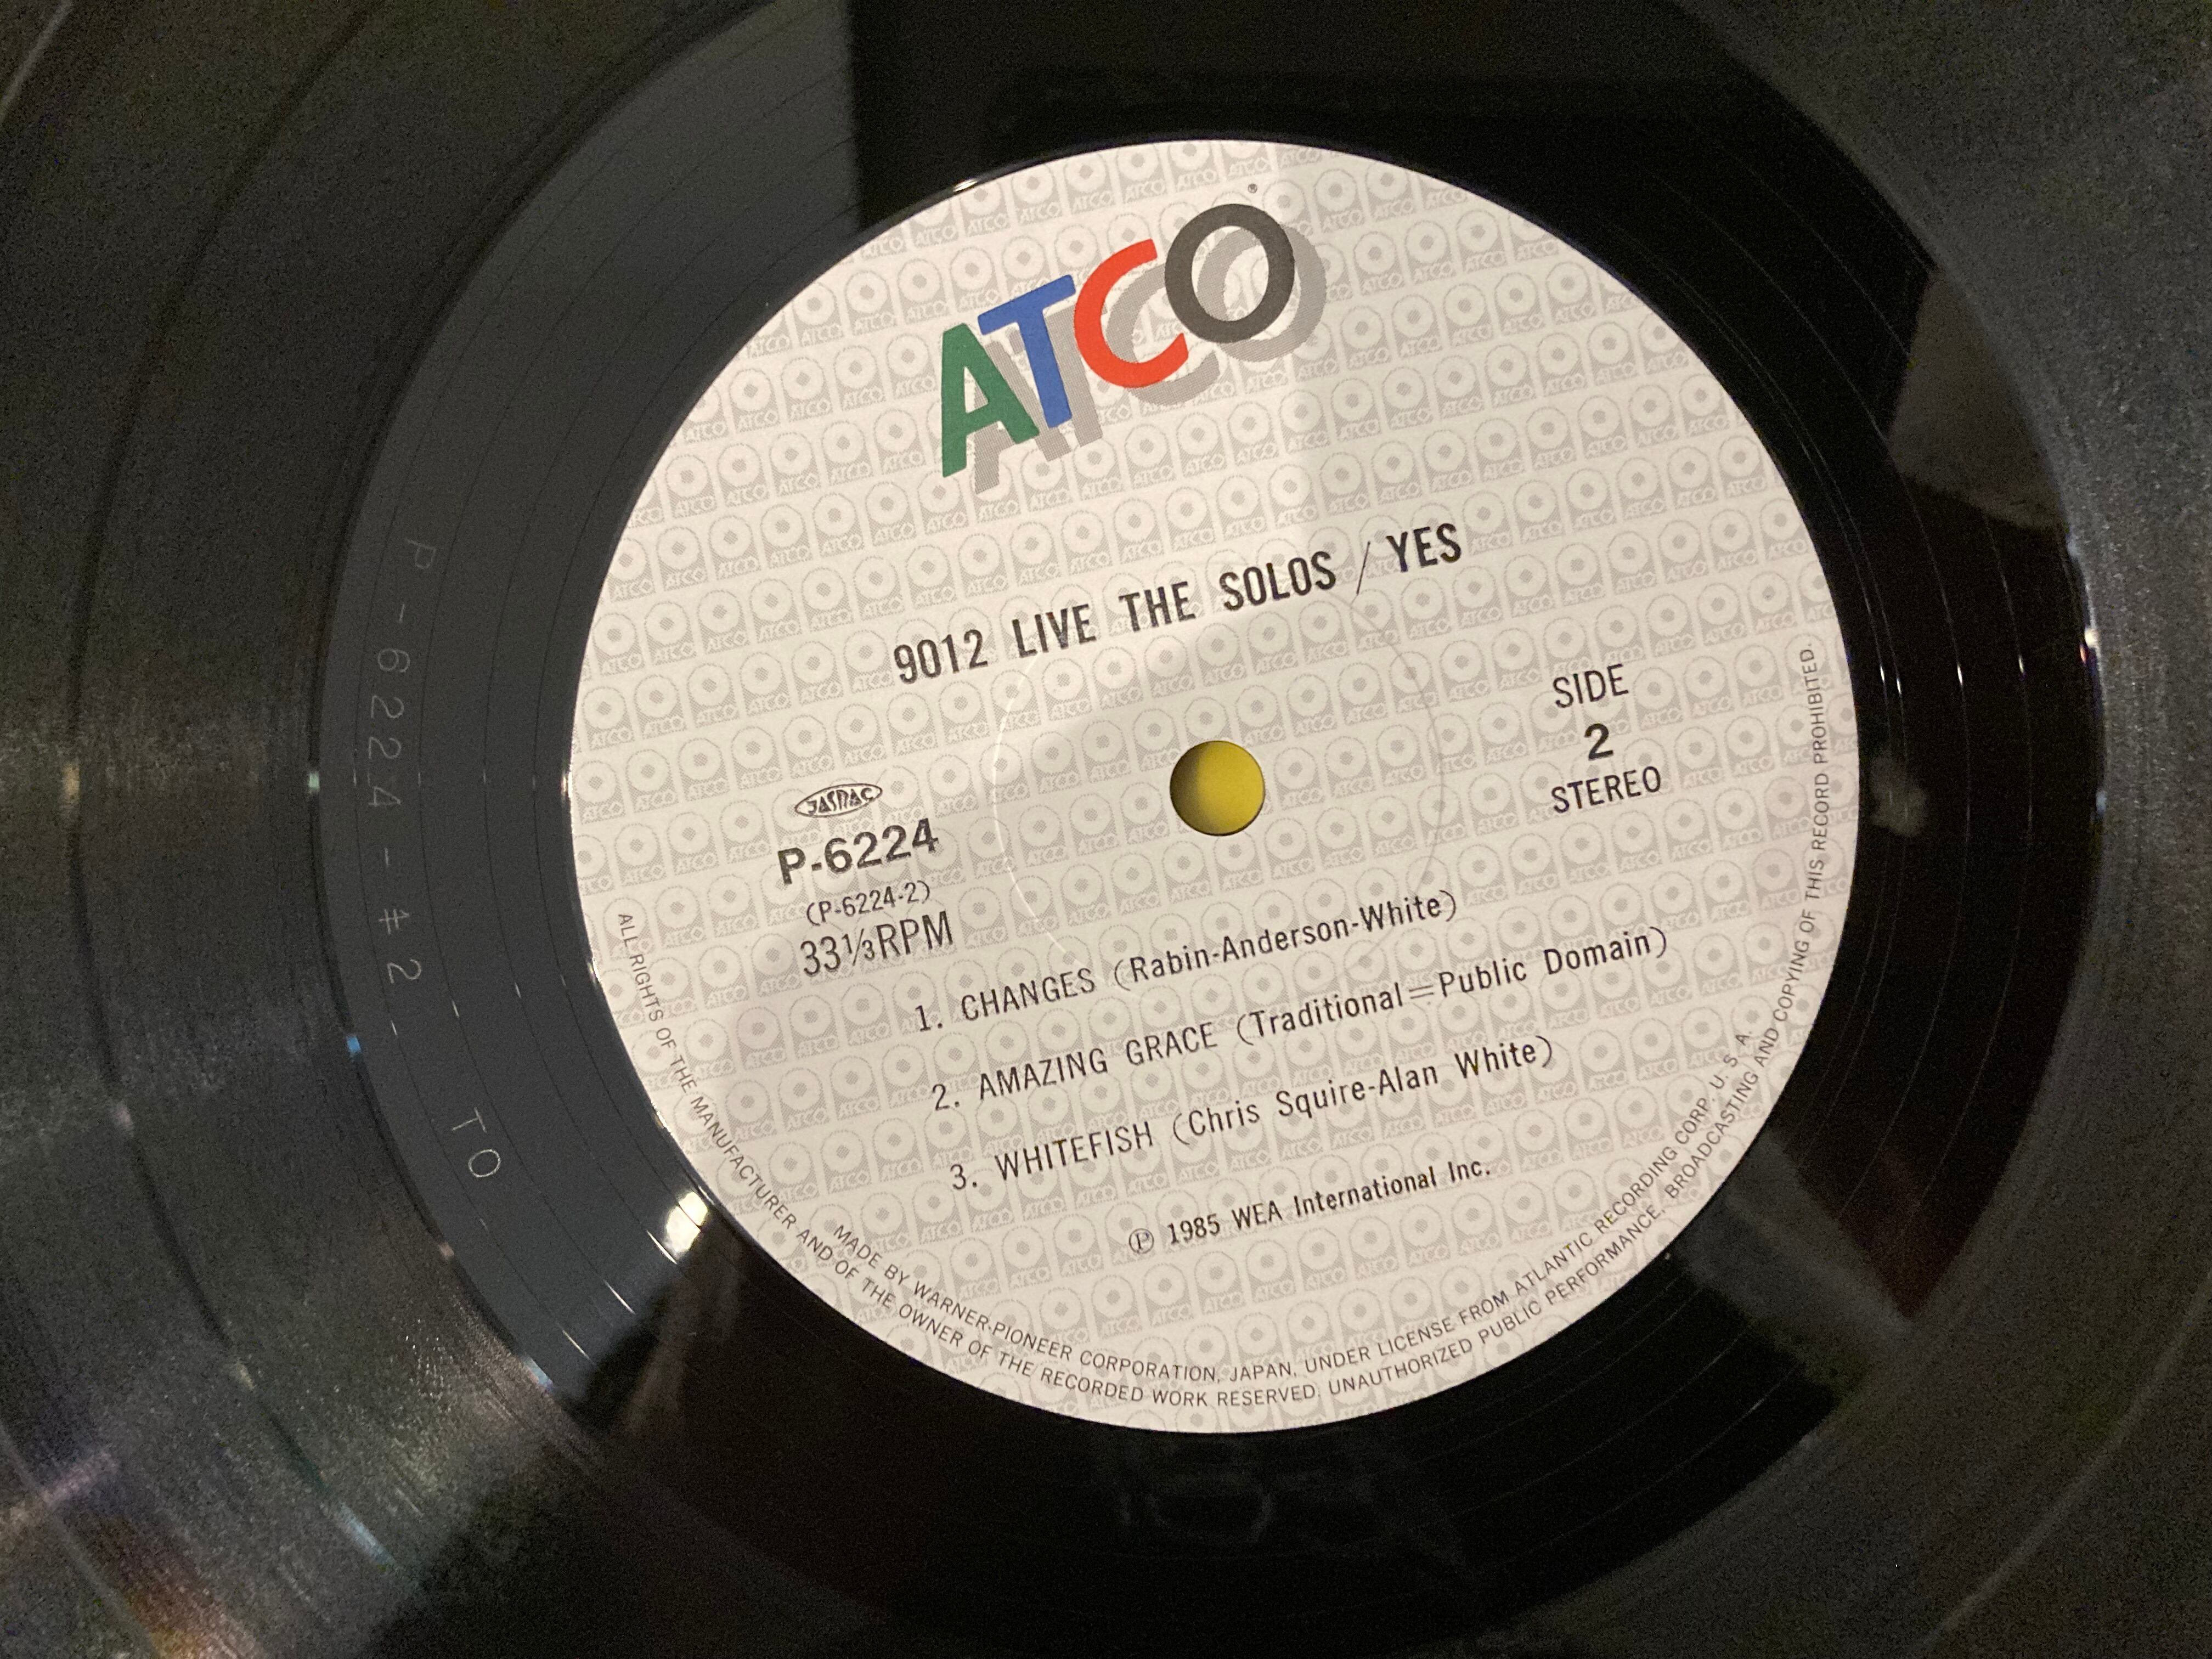 ATCO
®
9012 LIVE THE SOLOS / YES
SIDE
2
STEREO
JASRAC
P-6224
(P-6224-2)
33⅓RPM
1. CHANGES (Rabin-Anderson-White)
2. AMAZING GRACE (Traditional=Public Domain)
3. WHITEFISH (Chris Squire-Alan White)
Ⓟ 1985 WEA International Inc.
MADE BY WARNER-PIONEER CORPORATION, JAPAN, UNDER LICENSE FROM ATLANTIC RECORDING CORP. U. S. A.
ALL RIGHTS OF THE MANUFACTURER AND OF THE OWNER OF THE RECORDED WORK RESERVED. UNAUTHORIZED PUBLIC PERFORMANCE, BROADCASTING AND COPYING OF THIS RECORD PROHIBITED.
P-6224-#2- TO